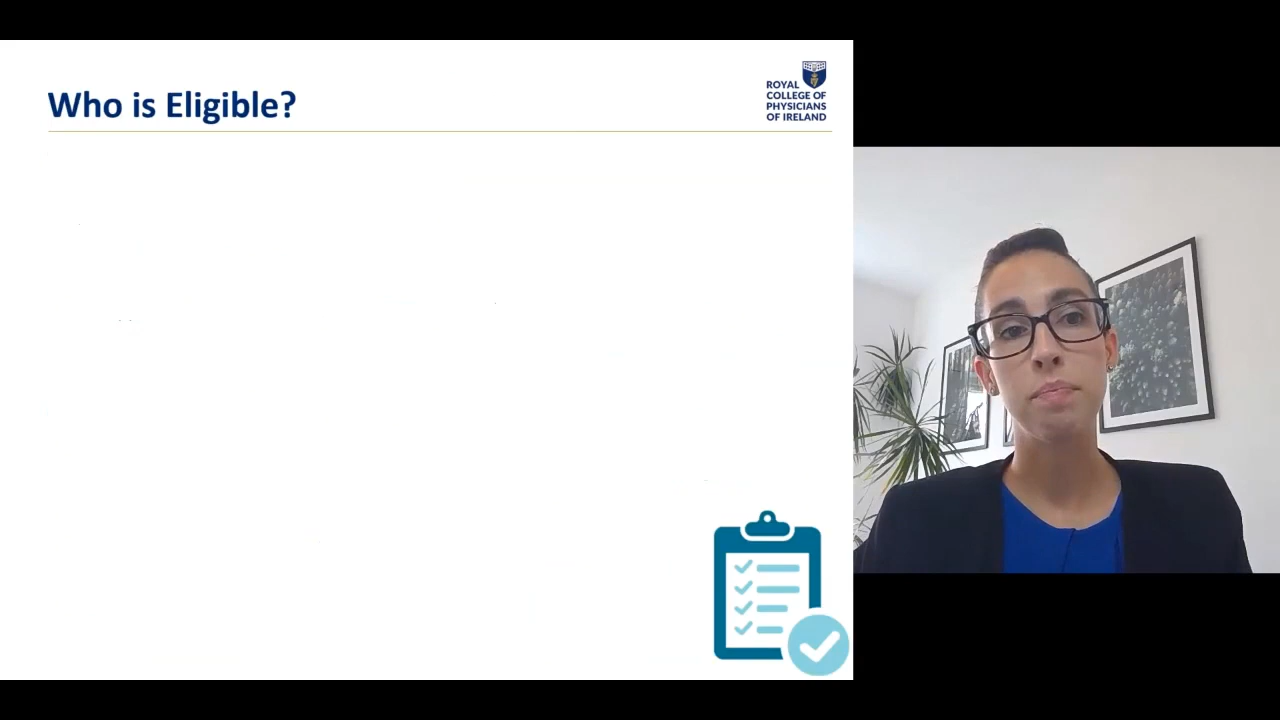 Who is Eligible?
ROYAL
COLLEGE OF
PHYSICIANS
OF IRELAND